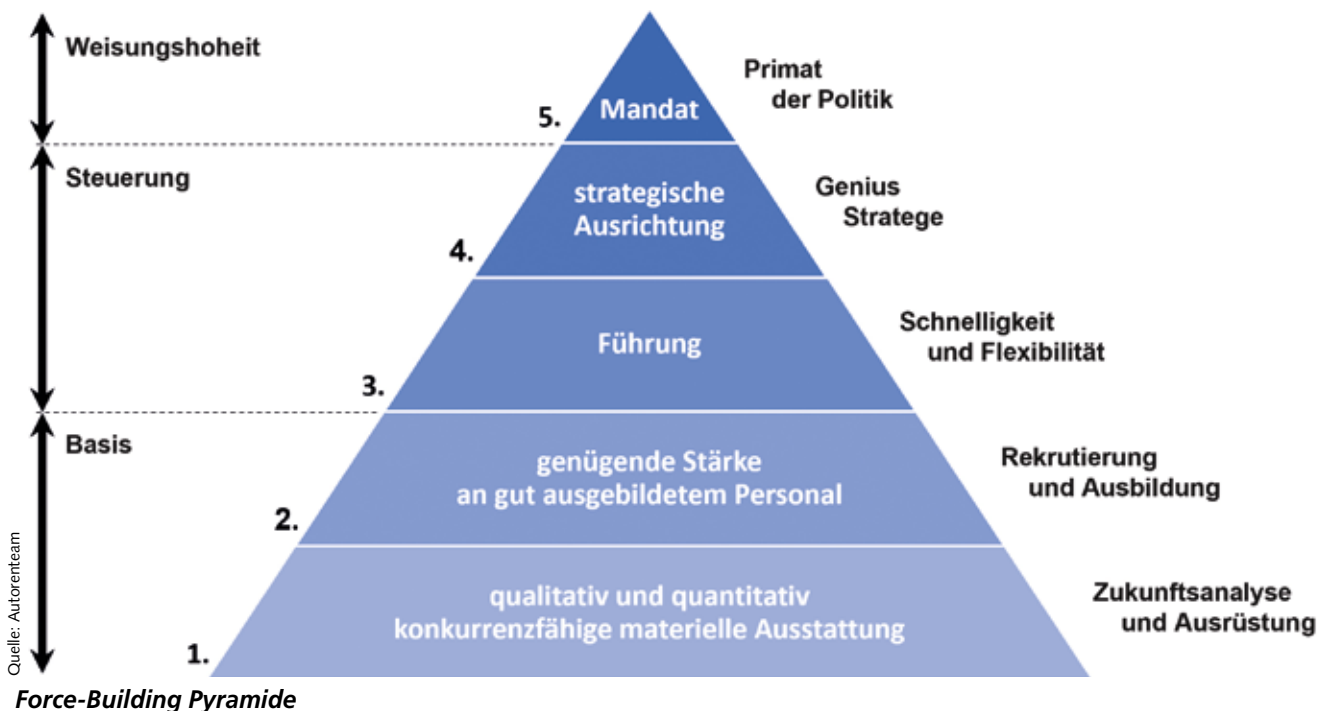 Weisungshoheit
Primat
der Politik
5.
Mandat
Steuerung
strategische
Ausrichtung
Genius
Stratege
4.
Führung
Schnelligkeit
und Flexibilität
3.
Basis
genügende Stärke
an gut ausgebildetem Personal
Rekrutierung
und Ausbildung
2.
qualitativ und quantitativ
konkurrenzfähige materielle Ausstattung
Zukunftsanalyse
und Ausrüstung
1.
Quelle: Autorenteam
Force-Building Pyramide